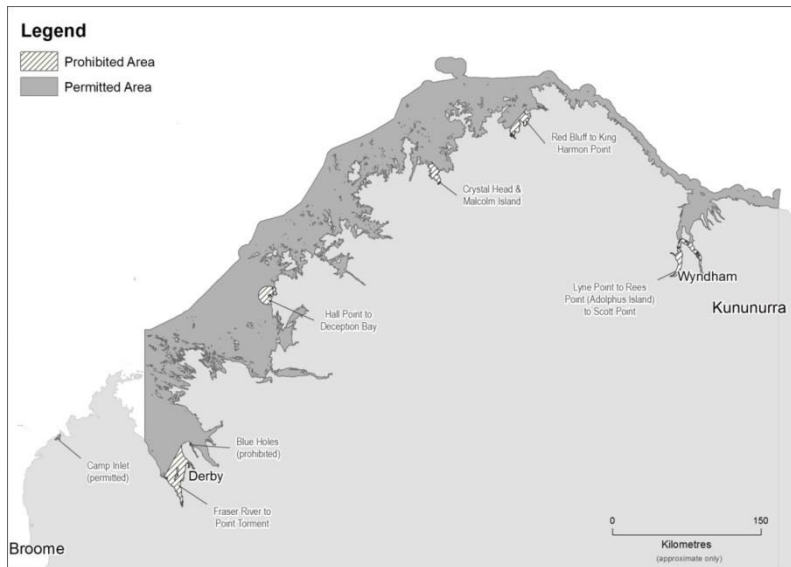 Legend
Prohibited Area
Permitted Area
Red Bluff to King
Harmon Point
Crystal Head &
Malcolm Island
Wyndham
Lyne Point to Rees
Point (Adolphus Island)
to Scott Point
Kununurra
Hall Point to
Deception Bay
Blue Holes
(prohibited)
Camp Inlet
(permitted)
Derby
Fraser River to
Point Torment
0 150
Kilometres
(approximate only)
Broome